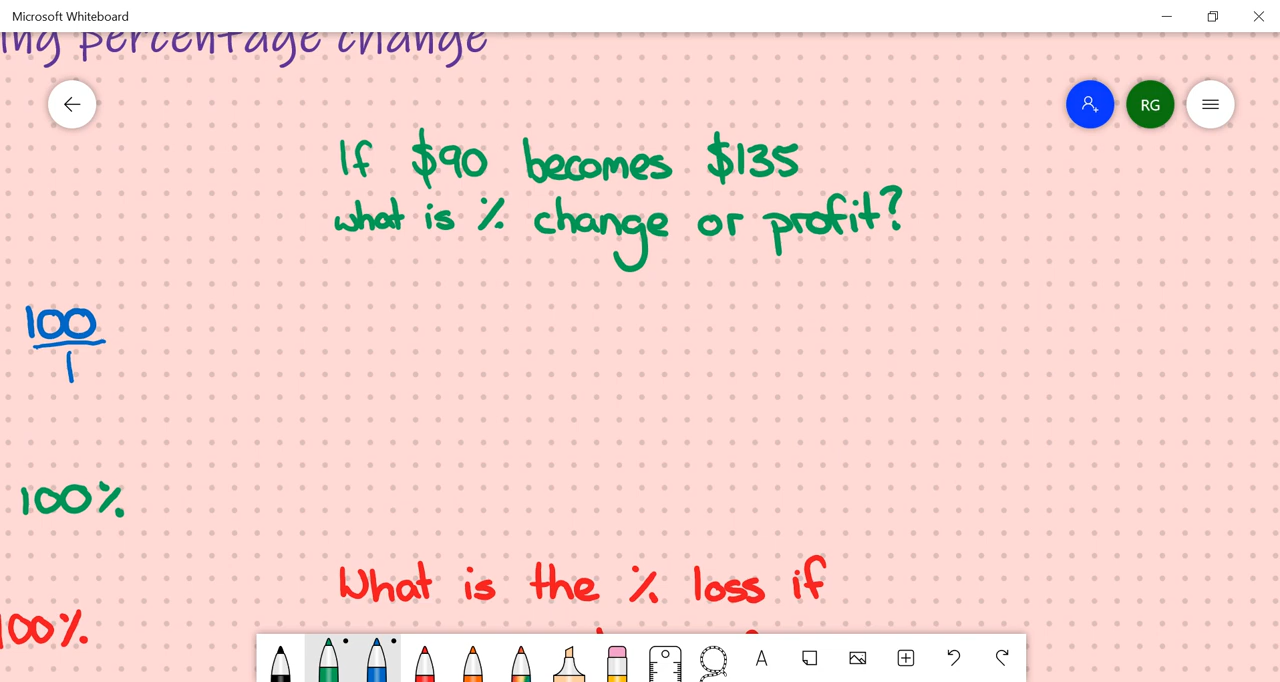 Microsoft Whiteboard
ing percentage change
RG
If $90 becomes $135
what is % change or profit?
100
1
100%
What is the % loss if
100%
A